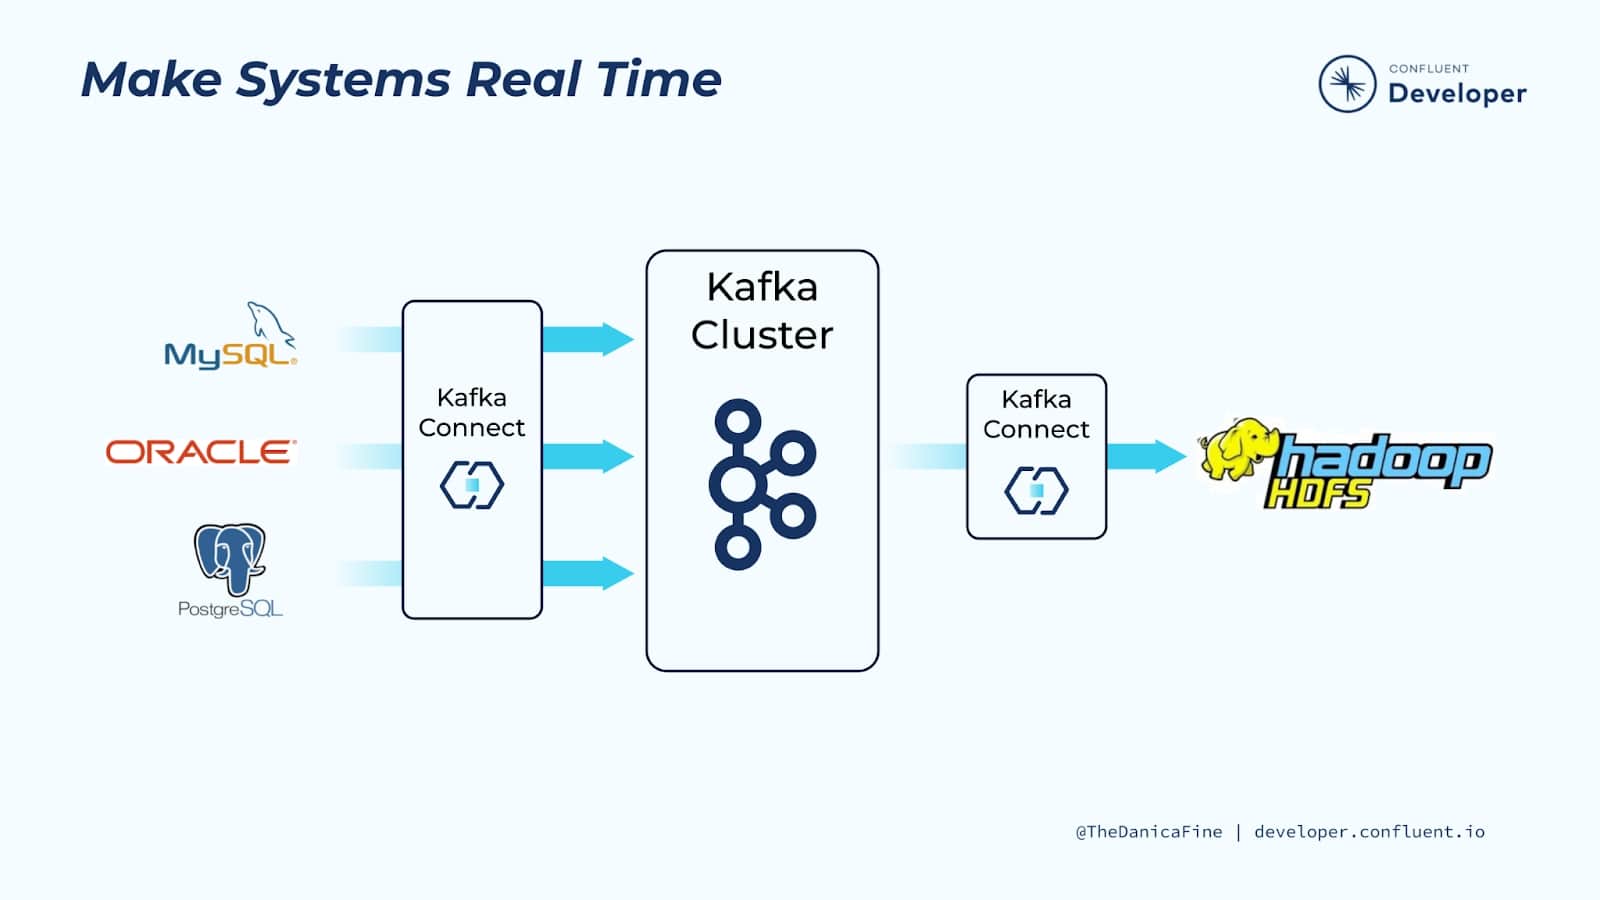 Make Systems Real Time
CONFLUENT
Developer
MySQL®
ORACLE®
PostgreSQL
Kafka
Connect
Kafka
Cluster
Kafka
Connect
hadoop
HDFS
@TheDanicaFine | developer.confluent.io